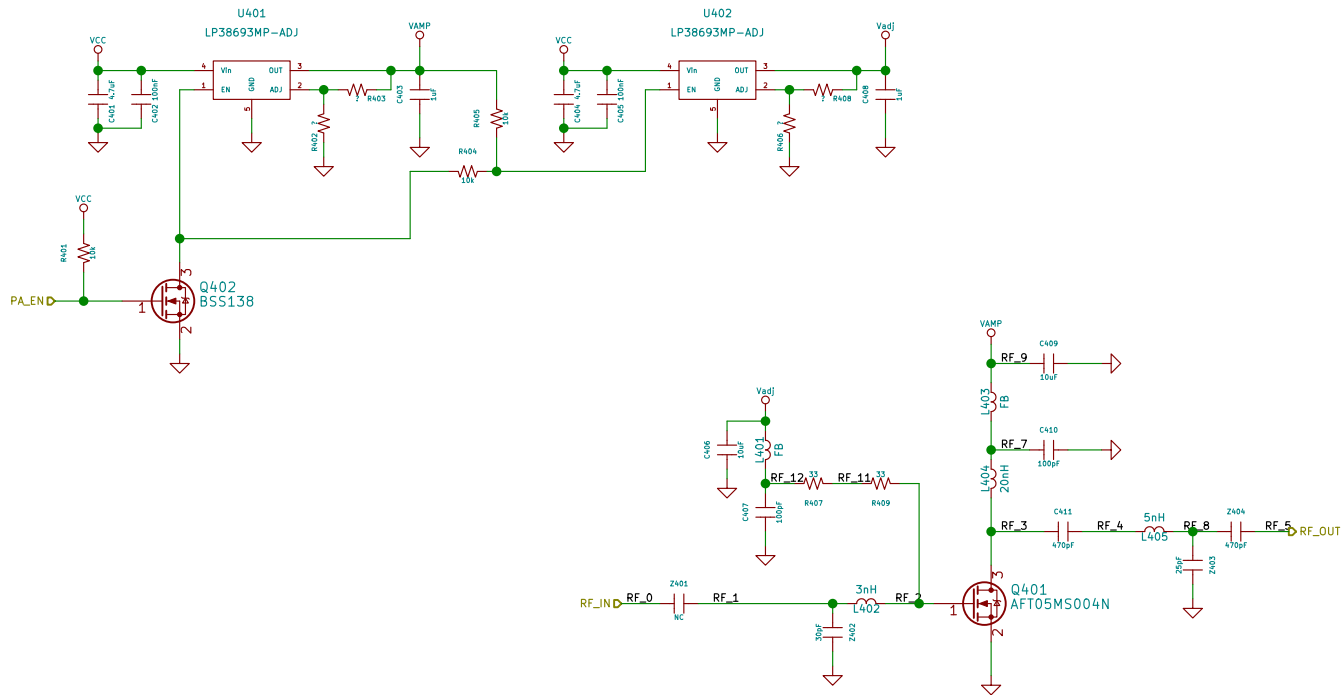 U401
LP38693MP-ADJ
VCC
VAMP
4
VIn
OUT
3
1
EN
GND
ADJ
2
5
C401
4.7uF
C402
100nF
?
R403
R402
?
C403
1uF
R405
10k
R404
10k
U402
LP38693MP-ADJ
VCC
Vadj
4
VIn
OUT
3
1
EN
GND
ADJ
2
5
C404
4.7uF
C405
100nF
?
R408
R406
?
C408
1uF
VCC
R401
10k
PA_EN
3
1
2
Q402
BSS138
VAMP
RF_9
C409
10uF
L403
FB
RF_7
C410
100pF
L404
20nH
Vadj
C406
10uF
L401
FB
RF_12
33
R407
RF_11
33
R409
C407
100pF
RF_3
C411
470pF
RF_4
5nH
L405
RF_8
Z404
470pF
RF_5
RF_OUT
25pF
Z403
RF_IN
RF_0
Z401
NC
RF_1
3nH
L402
RF_2
30pF
Z402
3
1
2
Q401
AFT05MS004N